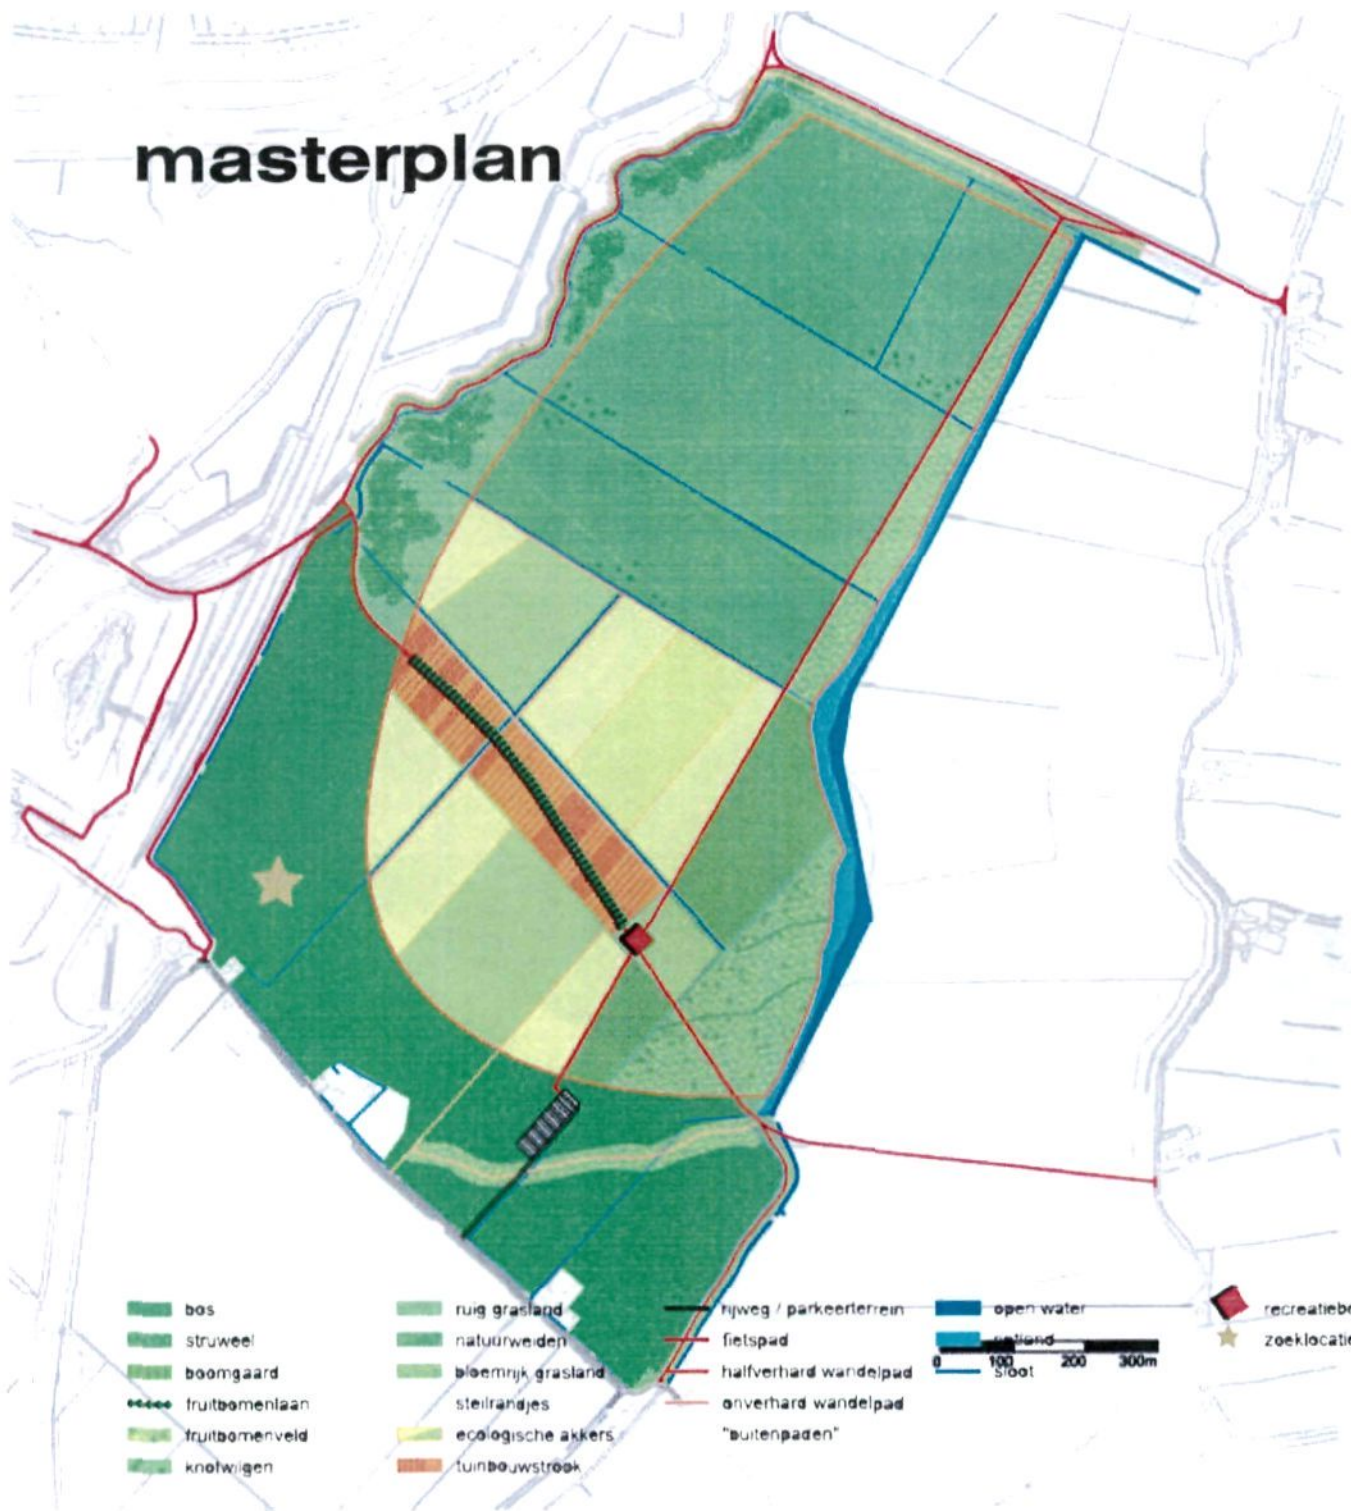 masterplan
bos
struweel
boomgaard
fruitbomenlaan
fruitbomenveld
knotwilgen
ruig grasland
natuurweiden
bloemrijk grasland
steilrandjes
ecologische akkers
tuinbouwstrook
rijweg / parkeerterrein
fietspad
halfverhard wandelpad
onverhard wandelpad
"buitenpaden"
open water
sloot
0 100 200 300m
recreatiebe
zoeklocatie